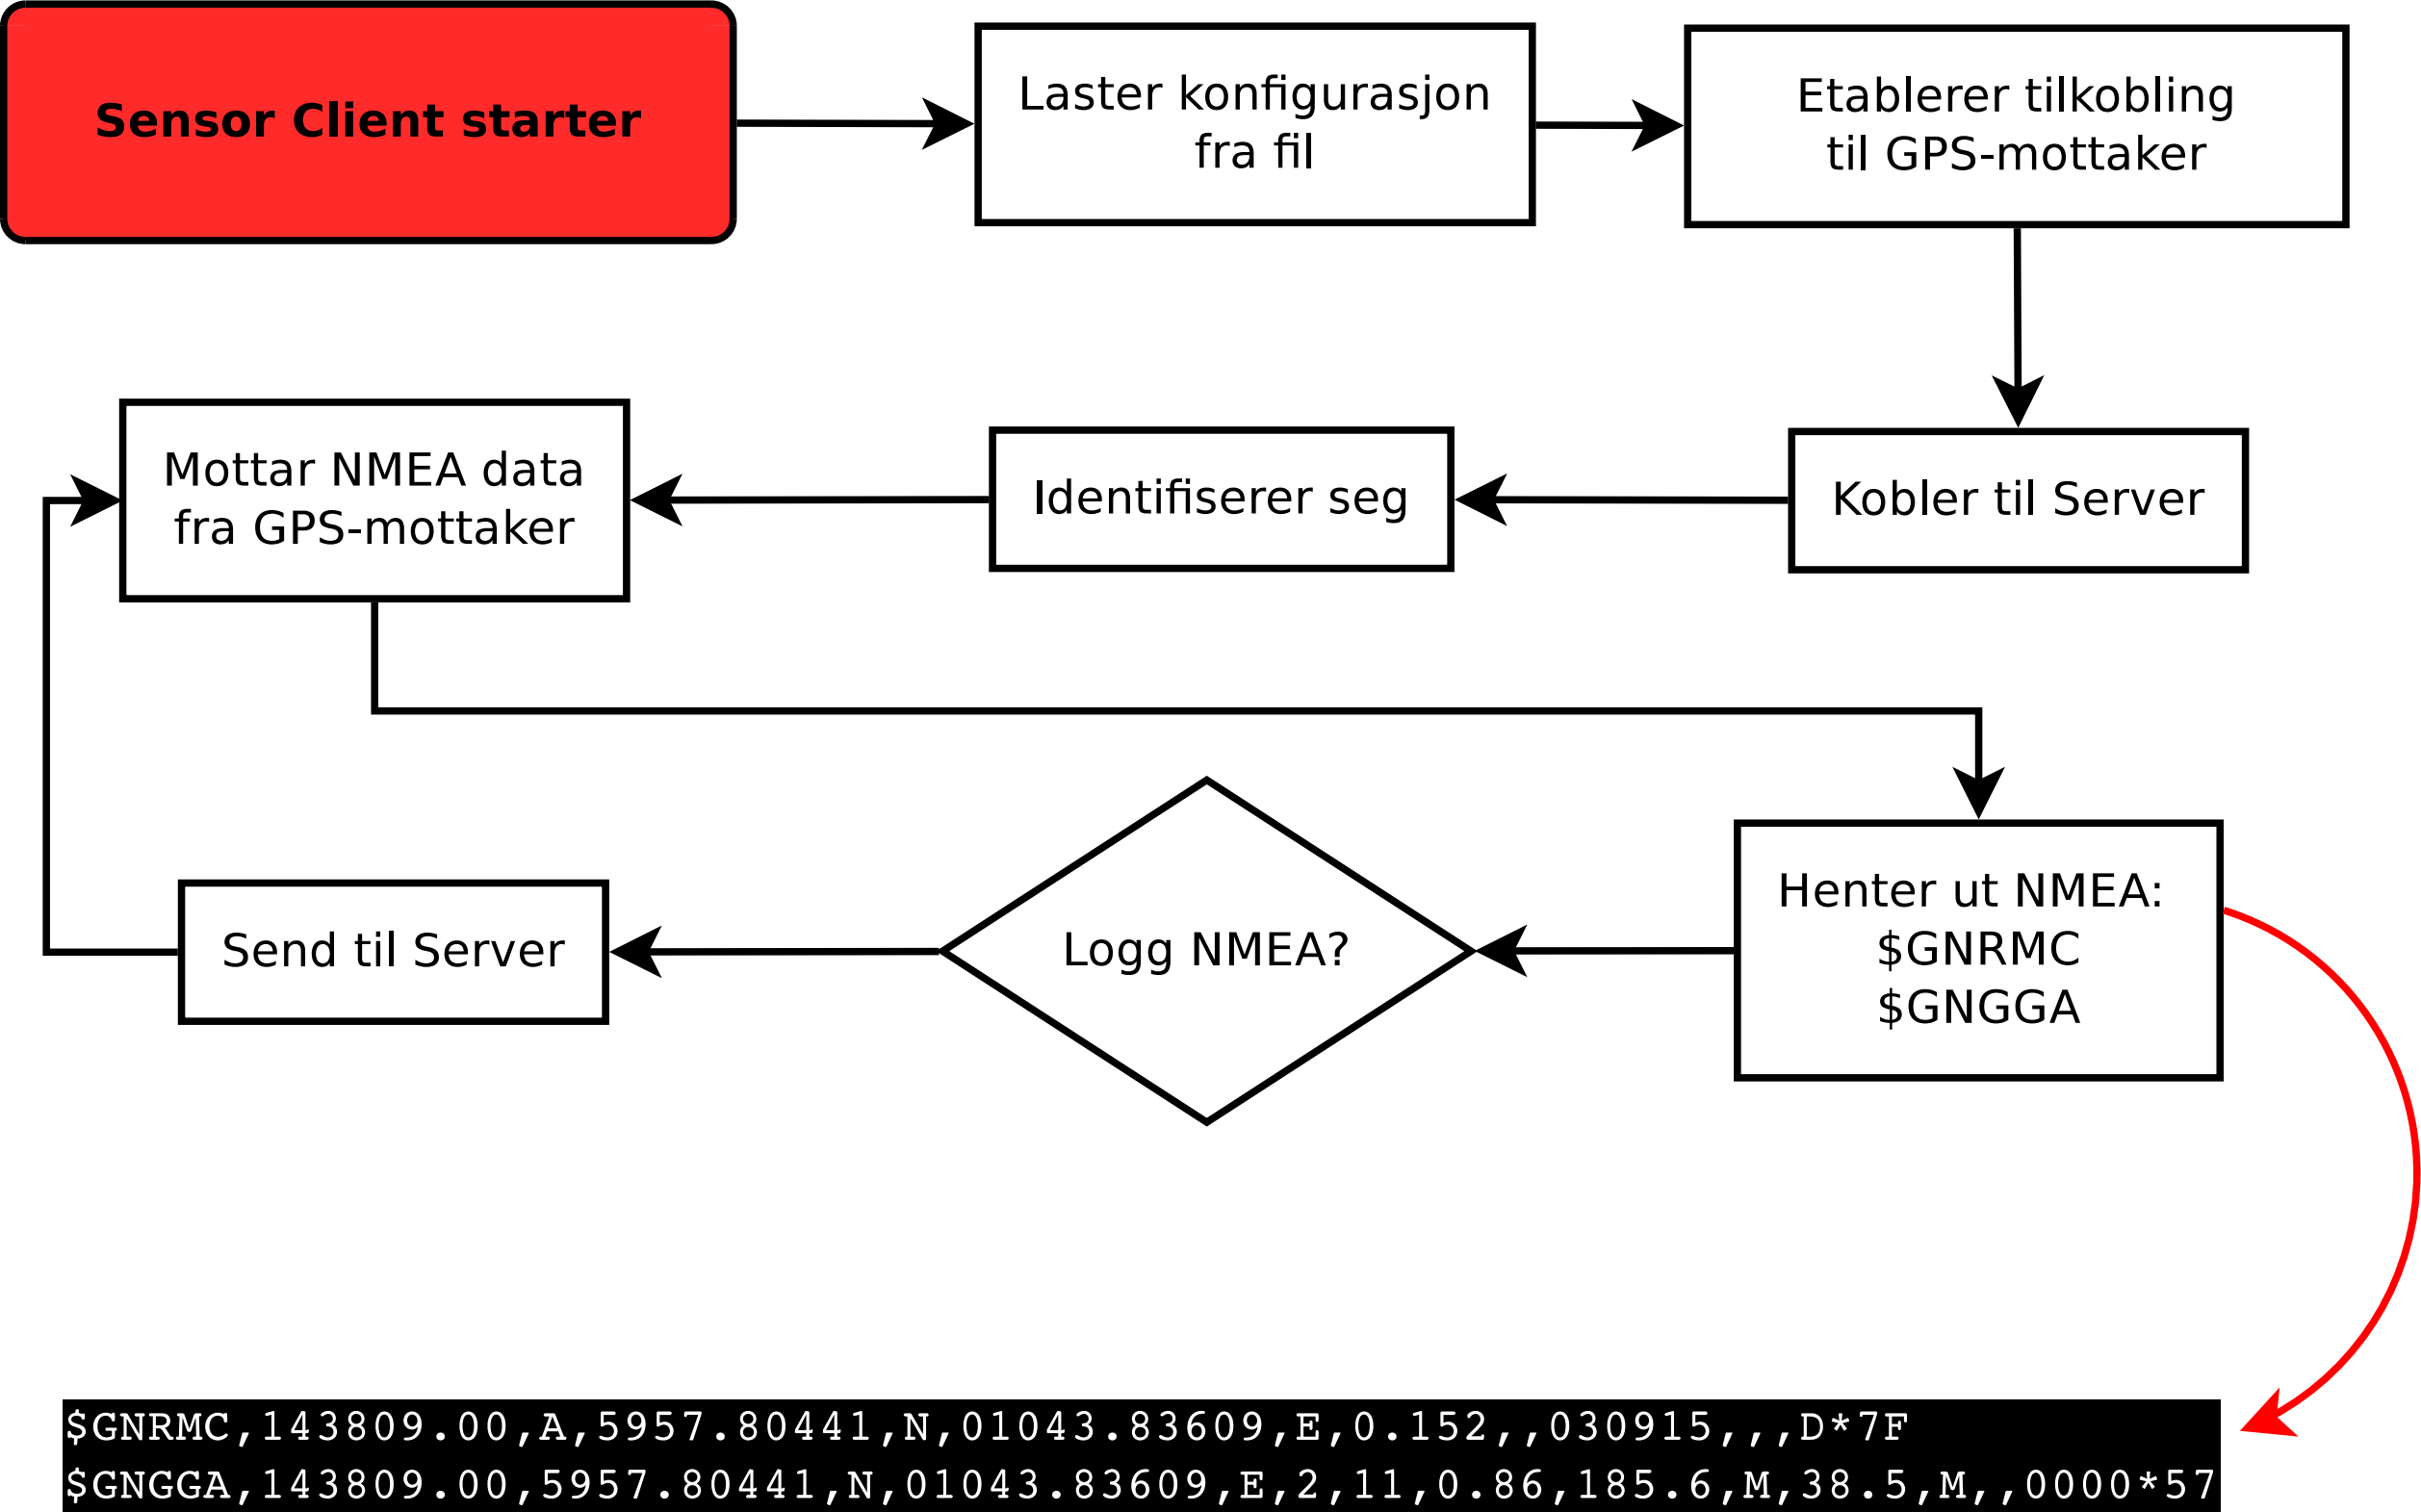 Sensor Client starter
Laster konfigurasjon
fra fil
Etablerer tilkobling
til GPS-mottaker
Kobler til Server
Identifiserer seg
Mottar NMEA data
fra GPS-mottaker
Henter ut NMEA:
$GNRMC
$GNGGA
Logg NMEA?
Send til Server
$GNRMC,143809.00,A,5957.80441,N,01043.83609,E,0.152,,030915,,,D*7F
$GNGGA,143809.00,5957.80441,N,01043.83609,E,2,11,0.86,185.6,M,38.5,M,,0000*57